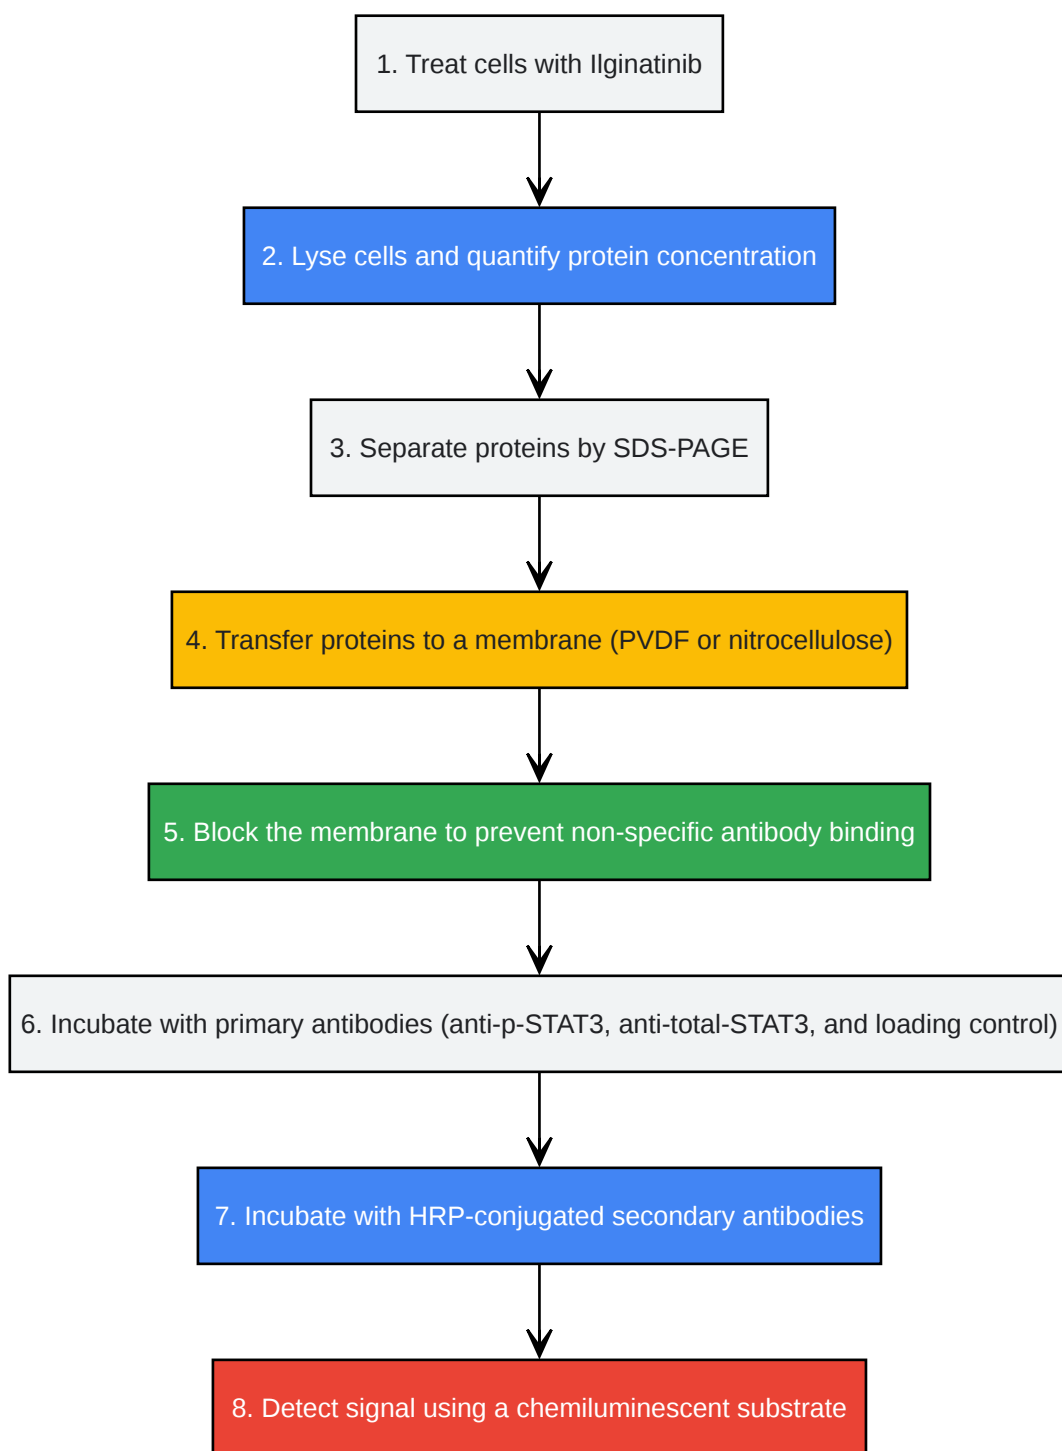 1. Treat cells with Ilginatinib
2. Lyse cells and quantify protein concentration
3. Separate proteins by SDS-PAGE
4. Transfer proteins to a membrane (PVDF or nitrocellulose)
5. Block the membrane to prevent non-specific antibody binding
6. Incubate with primary antibodies (anti-p-STAT3, anti-total-STAT3, and loading control)
7. Incubate with HRP-conjugated secondary antibodies
8. Detect signal using a chemiluminescent substrate